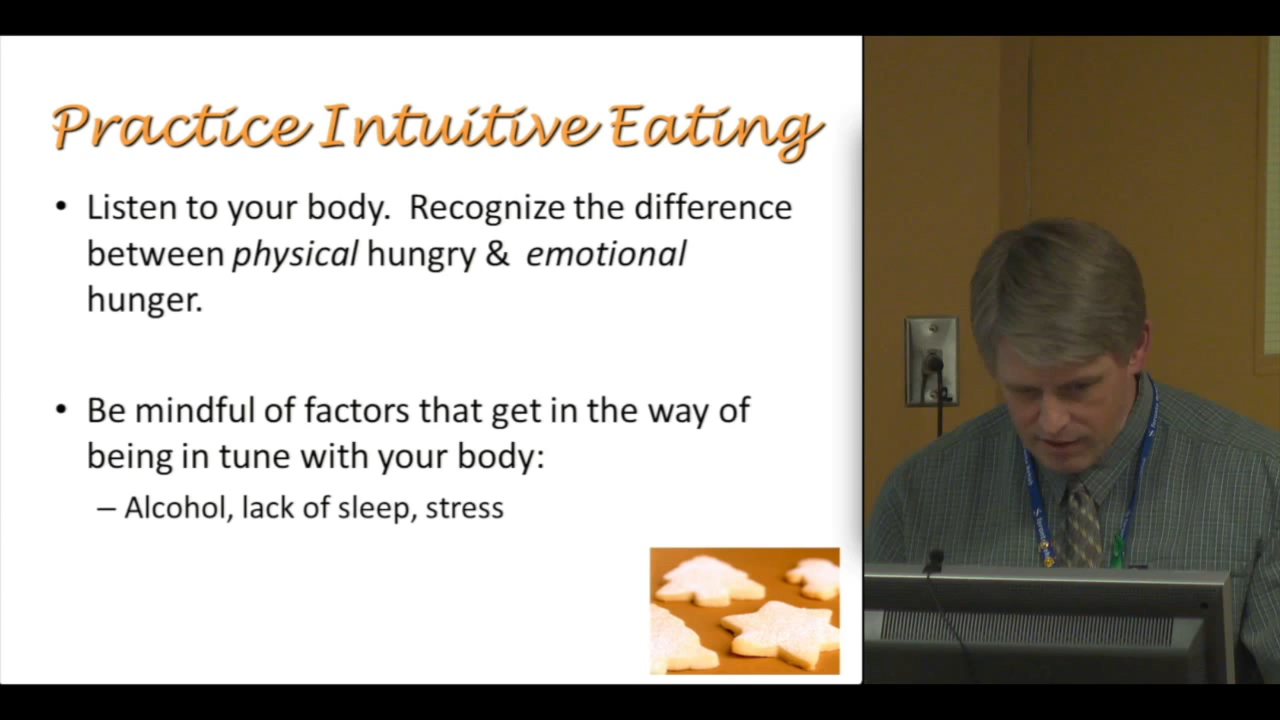 Practice Intuitive Eating
• Listen to your body.  Recognize the difference
between physical hungry &  emotional
hunger.
• Be mindful of factors that get in the way of
being in tune with your body:
– Alcohol, lack of sleep, stress